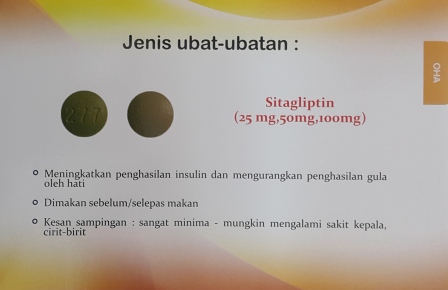 Jenis ubat-ubatan :
OHA
277
Sitagliptin
(25 mg,50mg,100mg)
Meningkatkan penghasilan insulin dan mengurangkan penghasilan gula
oleh hati
Dimakan sebelum/selepas makan
Kesan sampingan : sangat minima - mungkin mengalami sakit kepala,
cirit-birit